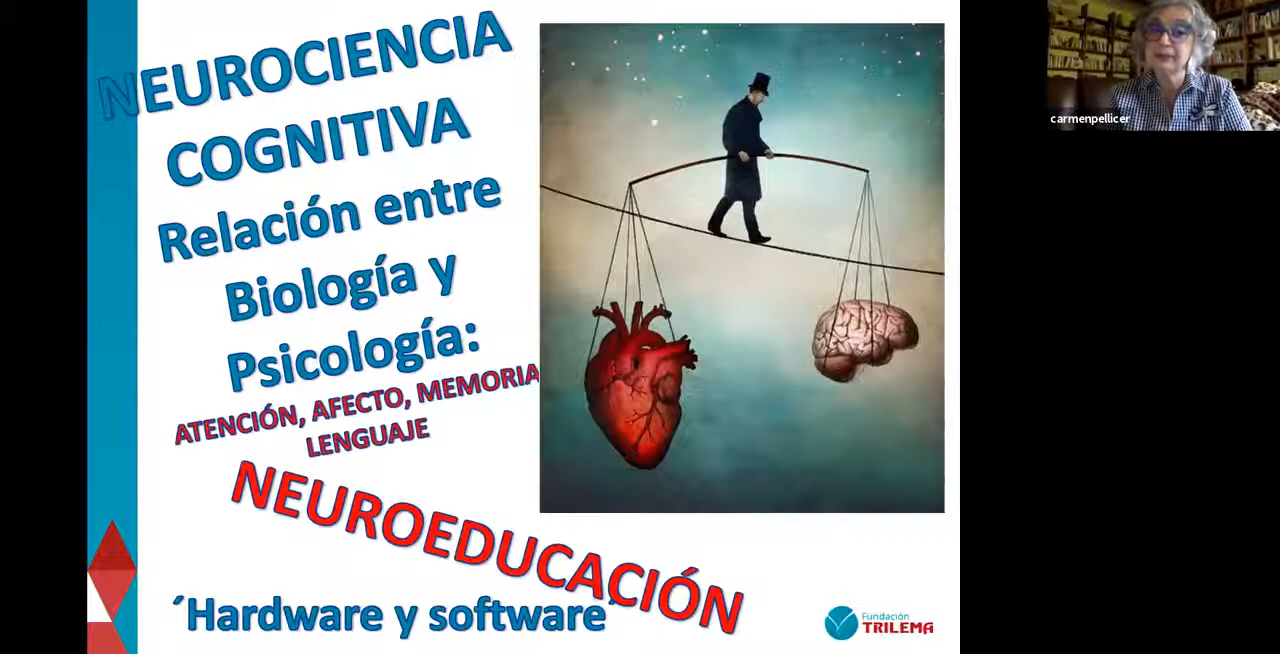 NEUROCIENCIA
COGNITIVA
Relación entre
Biología y
Psicología:
ATENCIÓN, AFECTO, MEMORIA
LENGUAJE
NEUROEDUCACIÓN
´Hardware y software´
Fundación
TRILEMA
carmenpellicer